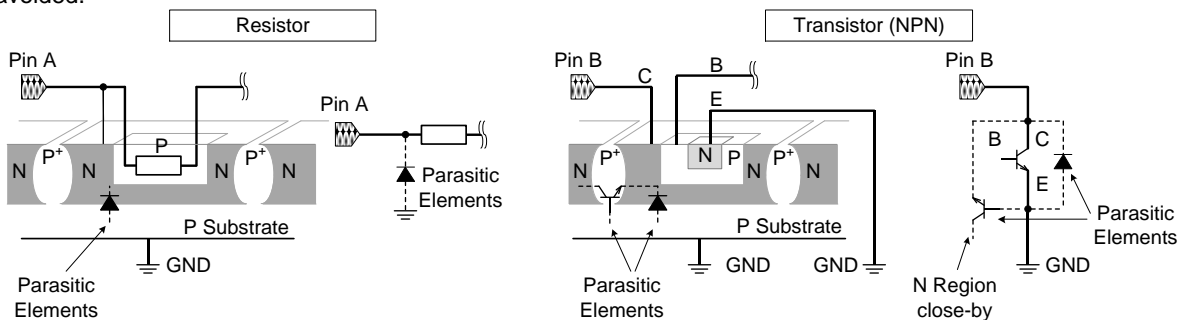 avoided.
Resistor
Transistor (NPN)
Pin A
Pin A
N
P+
N
P
P+
N
N
Parasitic
Elements
P Substrate
GND
Parasitic
Elements
Pin B
C
B
E
N
P+
N
N
P
P+
N
N
P Substrate
GND
GND
Parasitic
Elements
Pin B
B
C
E
Parasitic
Elements
GND
N Region
close-by